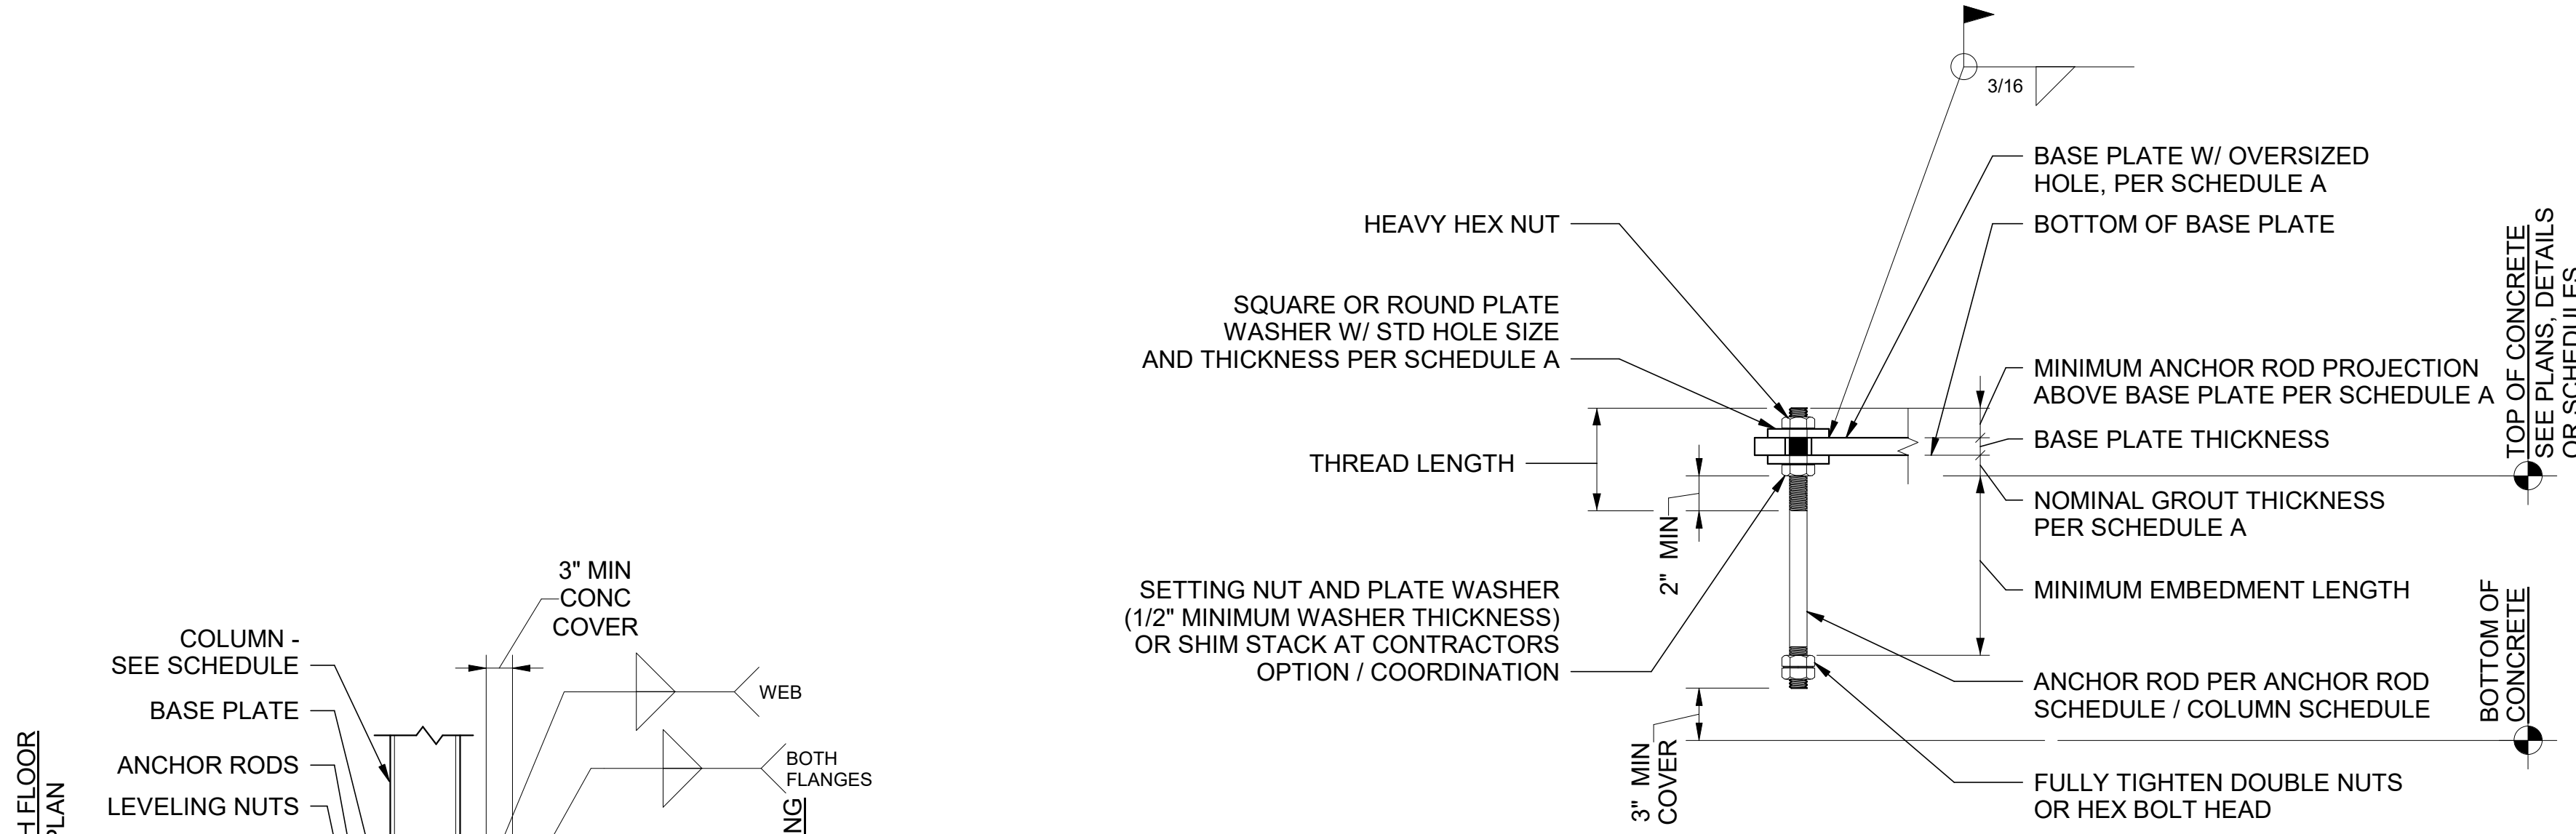 3/16
BASE PLATE W/ OVERSIZED
HOLE, PER SCHEDULE A
HEAVY HEX NUT
BOTTOM OF BASE PLATE
SQUARE OR ROUND PLATE
WASHER W/ STD HOLE SIZE
AND THICKNESS PER SCHEDULE A
MINIMUM ANCHOR ROD PROJECTION
ABOVE BASE PLATE PER SCHEDULE A
TOP OF CONCRETE
SEE PLANS, DETAILS
OR SCHEDULES
BASE PLATE THICKNESS
THREAD LENGTH
NOMINAL GROUT THICKNESS
PER SCHEDULE A
2" MIN
SETTING NUT AND PLATE WASHER
(1/2" MINIMUM WASHER THICKNESS)
OR SHIM STACK AT CONTRACTORS
OPTION / COORDINATION
MINIMUM EMBEDMENT LENGTH
BOTTOM OF
CONCRETE
ANCHOR ROD PER ANCHOR ROD
SCHEDULE / COLUMN SCHEDULE
3" MIN
COVER
FULLY TIGHTEN DOUBLE NUTS
OR HEX BOLT HEAD
3" MIN
CONC
COVER
COLUMN -
SEE SCHEDULE
WEB
BASE PLATE
BOTH
FLANGES
ANCHOR RODS
LEVELING NUTS
H FLOOR
PLAN
NG